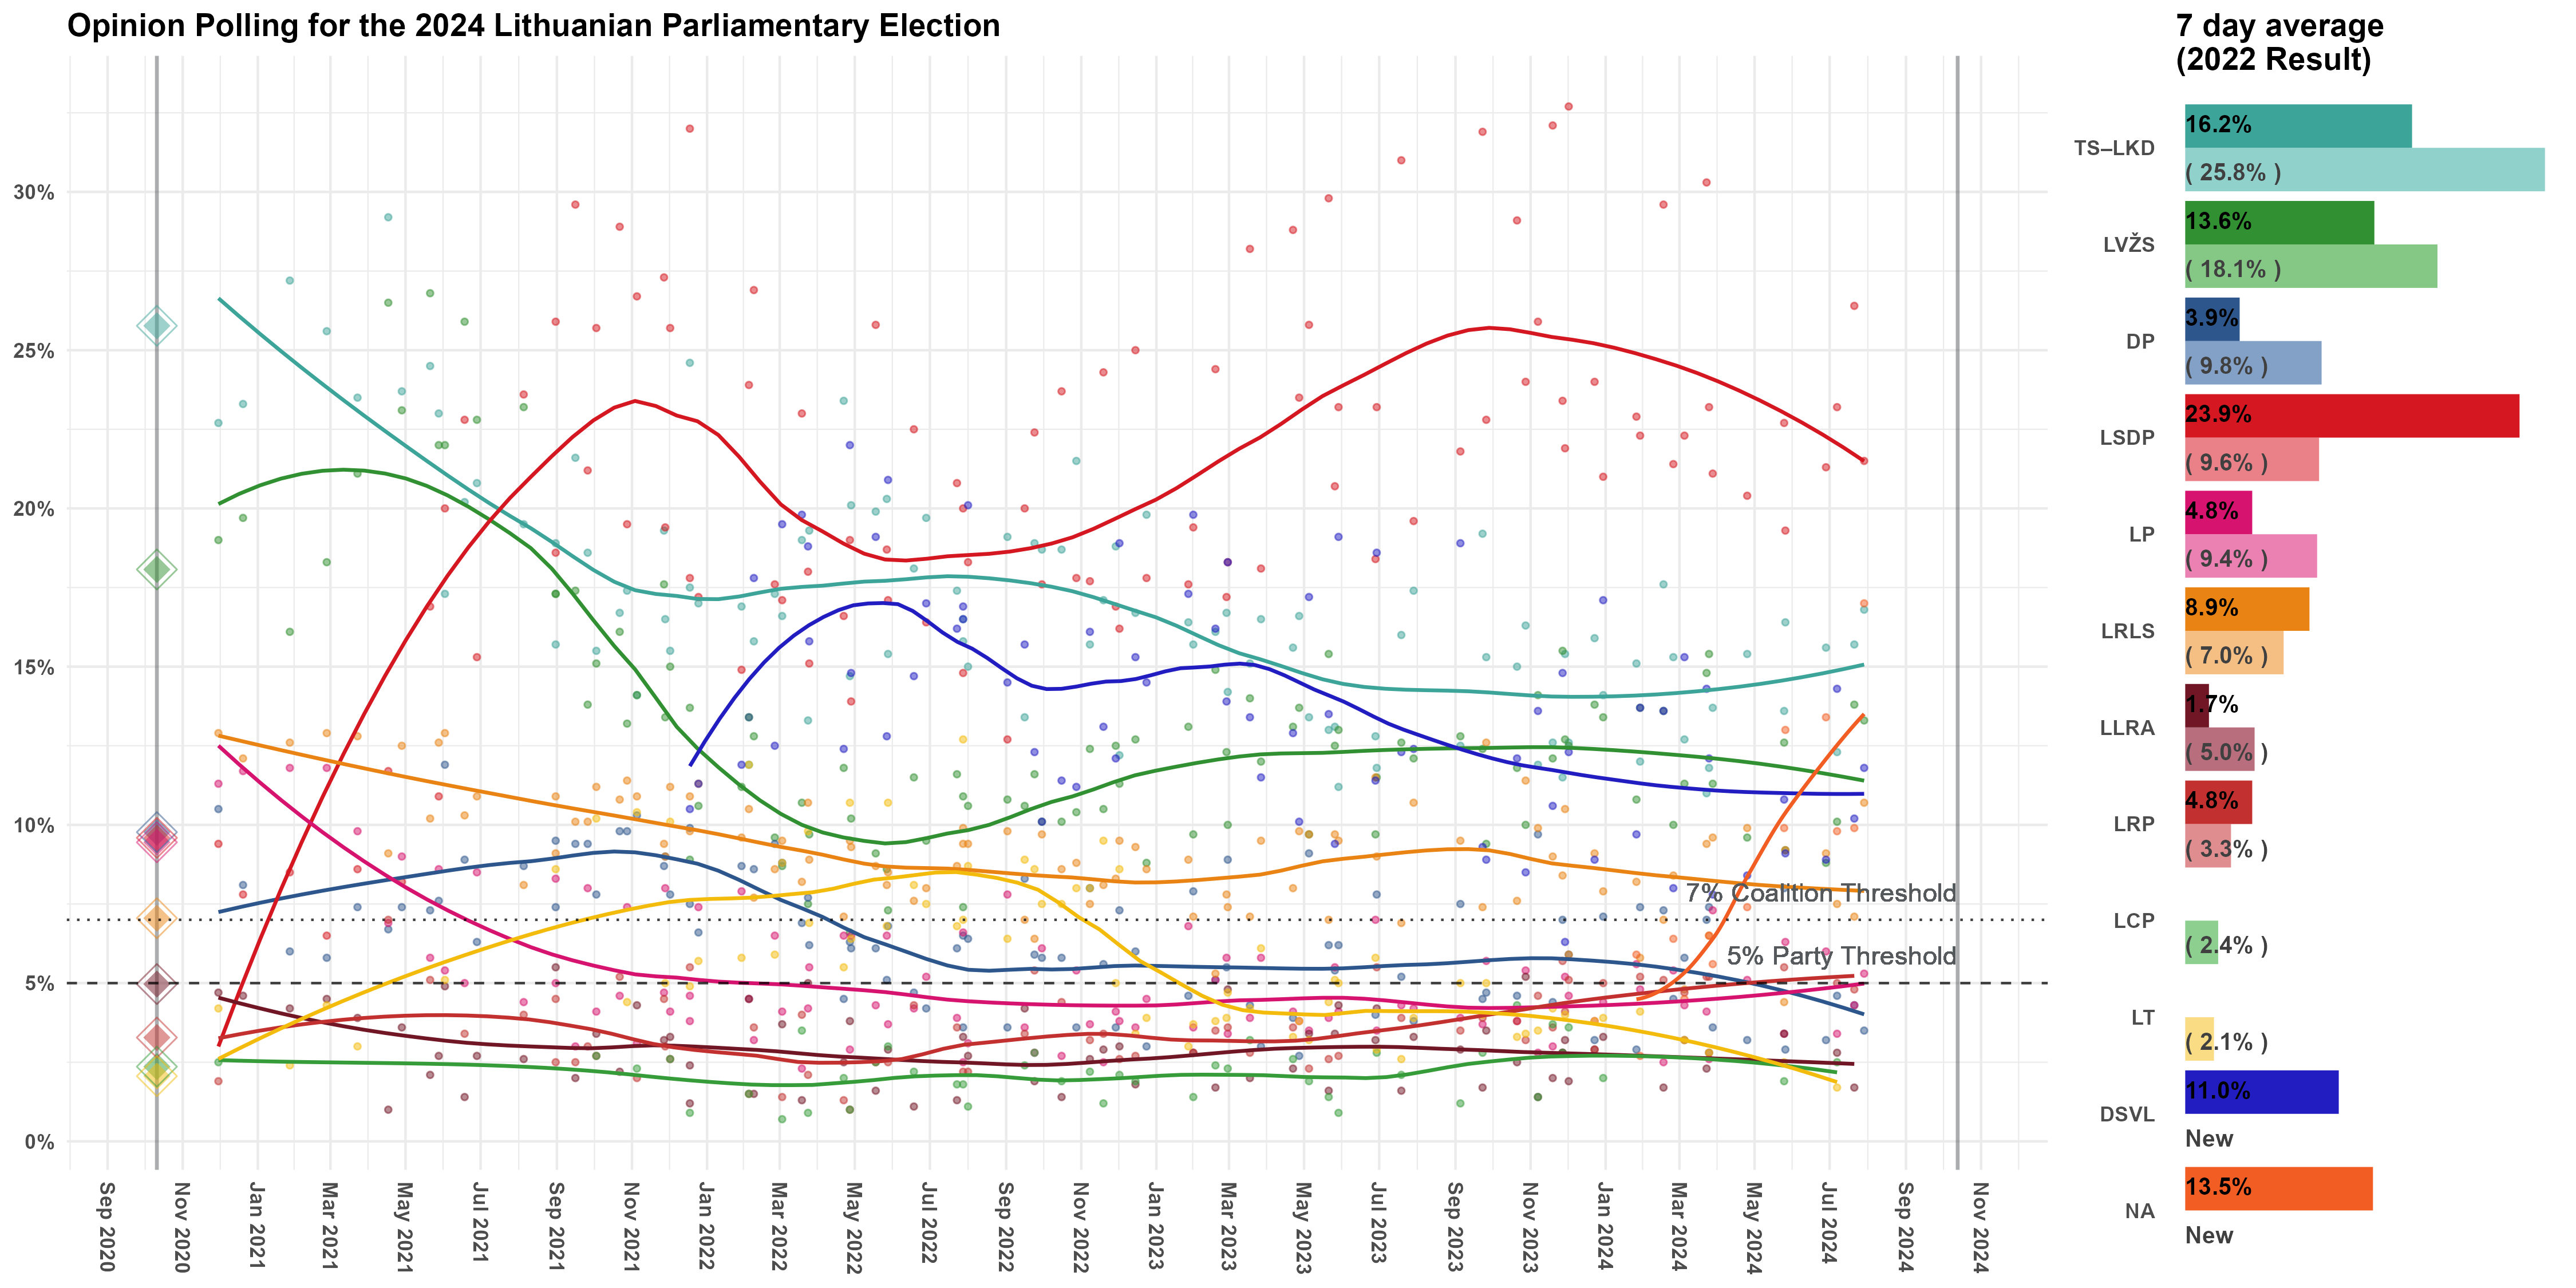 Opinion Polling for the 2024 Lithuanian Parliamentary Election
7 day average
(2022 Result)
30%
25%
20%
15%
10%
5%
0%
7% Coalition Threshold
5% Party Threshold
Sep 2020
Nov 2020
Jan 2021
Mar 2021
May 2021
Jul 2021
Sep 2021
Nov 2021
Jan 2022
Mar 2022
May 2022
Jul 2022
Sep 2022
Nov 2022
Jan 2023
Mar 2023
May 2023
Jul 2023
Sep 2023
Nov 2023
Jan 2024
Mar 2024
May 2024
Jul 2024
Sep 2024
Nov 2024
TS–LKD
16.2%
( 25.8% )
LVŽS
13.6%
( 18.1% )
DP
3.9%
( 9.8% )
LSDP
23.9%
( 9.6% )
LP
4.8%
( 9.4% )
LRLS
8.9%
( 7.0% )
LLRA
1.7%
( 5.0% )
LRP
4.8%
( 3.3% )
LCP
( 2.4% )
LT
( 2.1% )
DSVL
11.0%
New
NA
13.5%
New